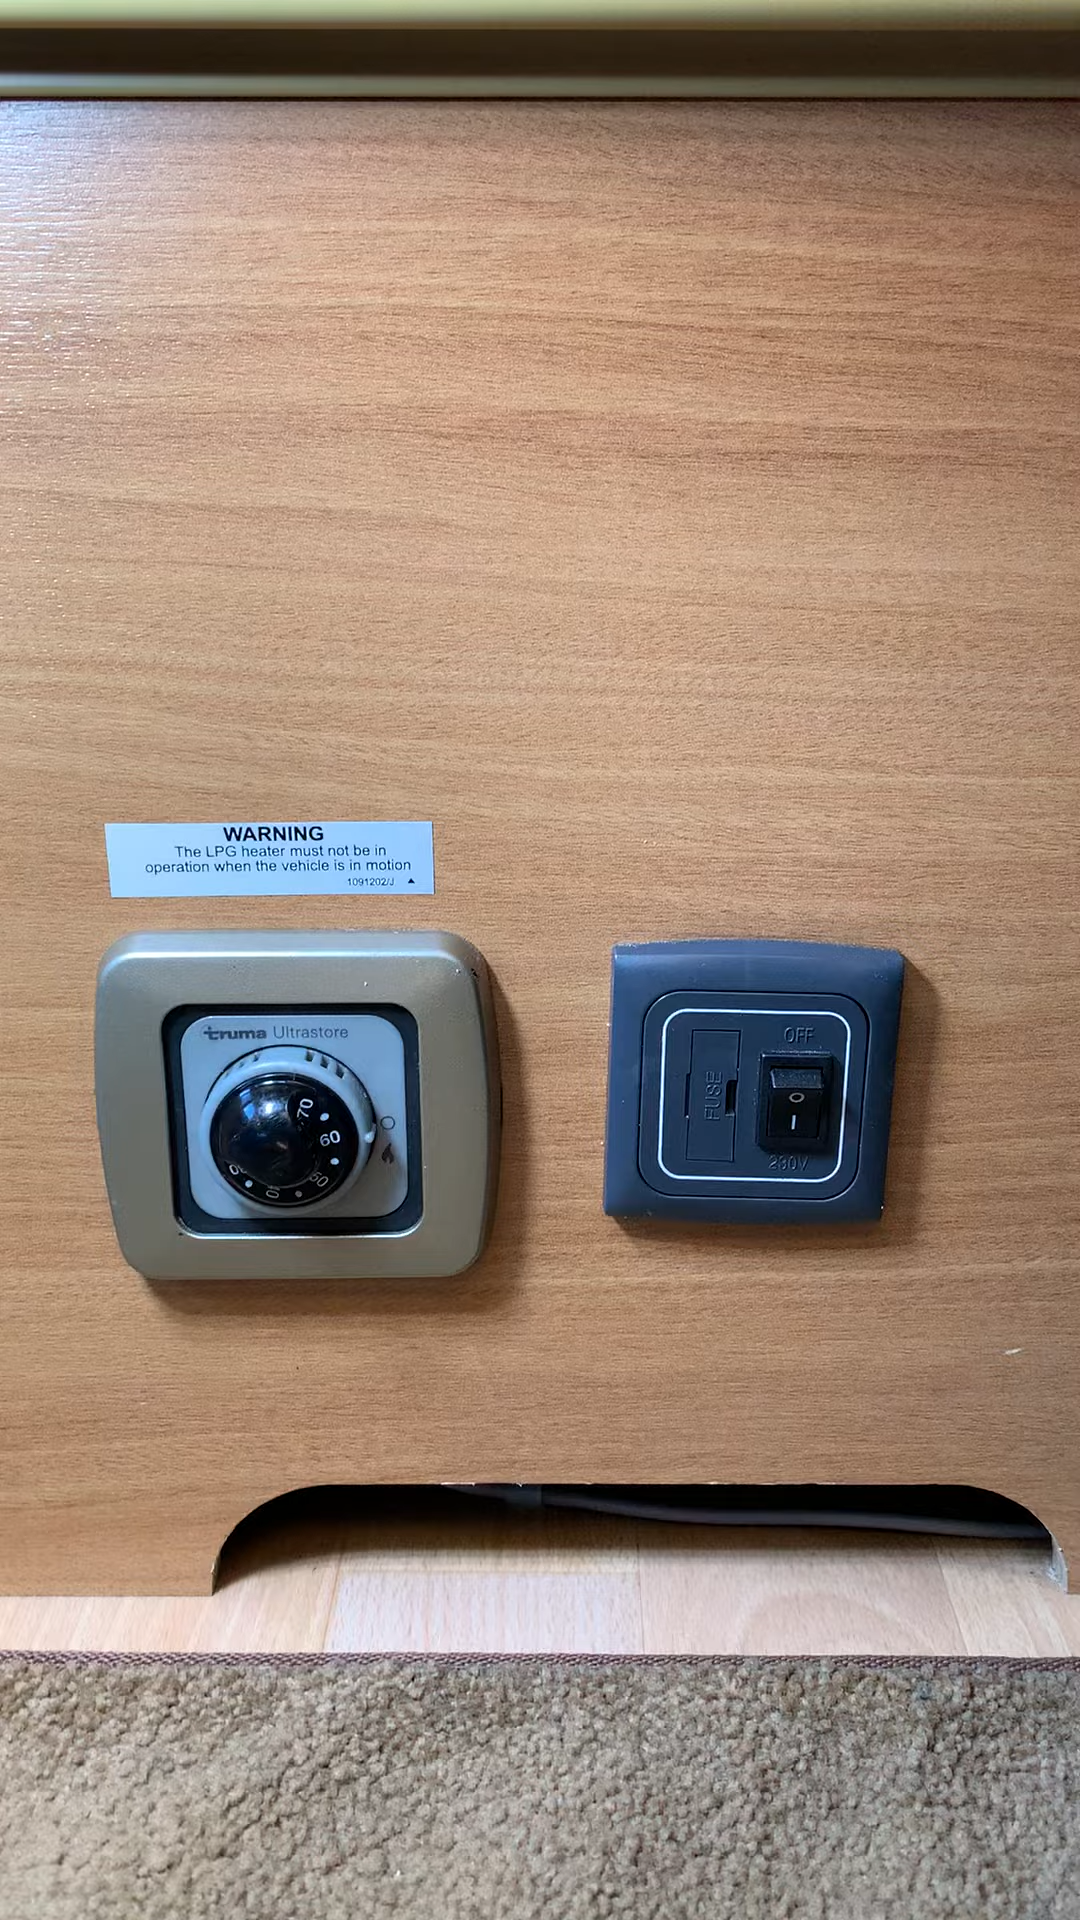 WARNING
The LPG heater must not be in
operation when the vehicle is in motion
1091202/J
truma Ultrastore
70
60
50
FUSE
OFF
O
I
230V